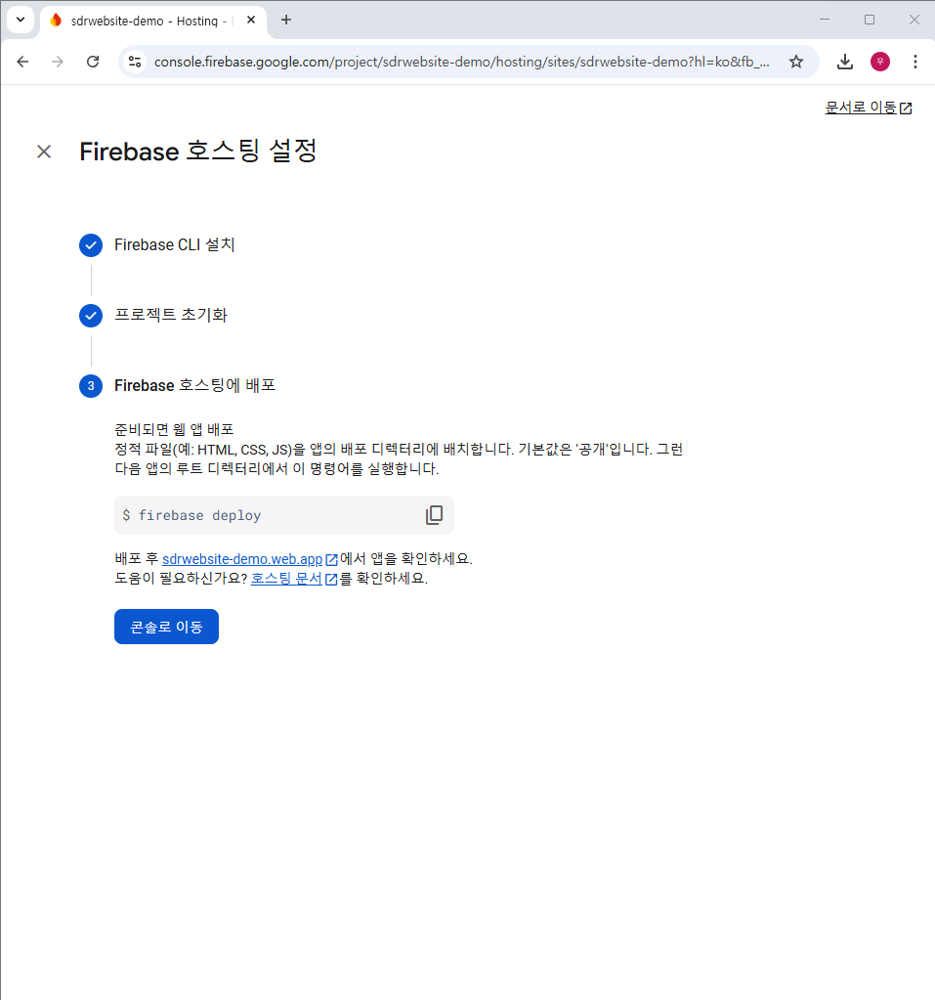 sdrwebsite-demo - Hosting -
console.firebase.google.com/project/sdrwebsite-demo/hosting/sites/sdrwebsite-demo?hl=ko&fb_...
우
문서로 이동
Firebase 호스팅 설정
Firebase CLI 설치
프로젝트 초기화
3 Firebase 호스팅에 배포
준비되면 웹 앱 배포
정적 파일(예: HTML, CSS, JS)을 앱의 배포 디렉터리에 배치합니다. 기본값은 '공개'입니다. 그런
다음 앱의 루트 디렉터리에서 이 명령어를 실행합니다.
$ firebase deploy
배포 후 sdrwebsite-demo.web.app에서 앱을 확인하세요.
도움이 필요하신가요? 호스팅 문서를 확인하세요.
콘솔로 이동